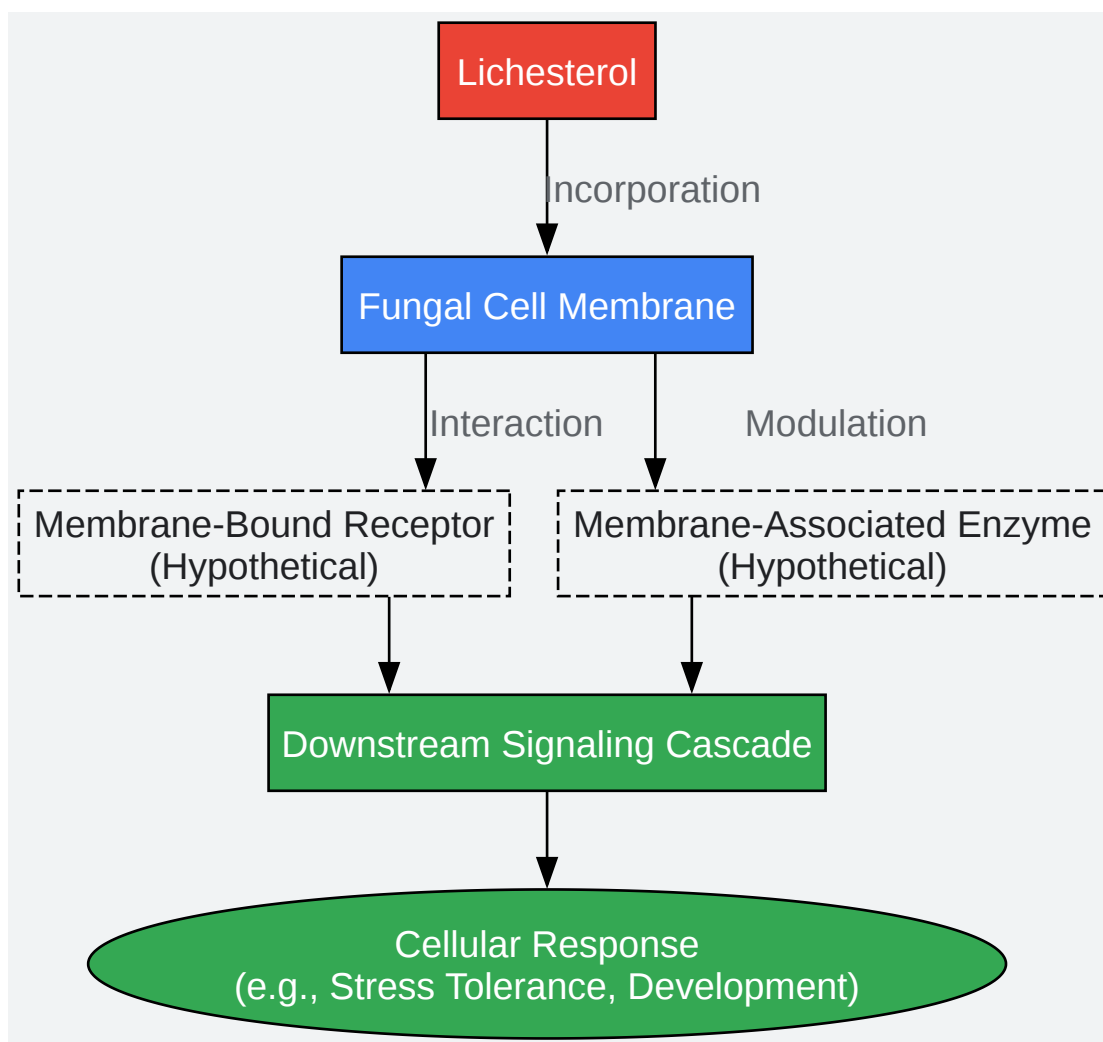 Lichesterol
Incorporation
Fungal Cell Membrane
Interaction
Modulation
Membrane-Bound Receptor
(Hypothetical)
Membrane-Associated Enzyme
(Hypothetical)
Downstream Signaling Cascade
Cellular Response
(e.g., Stress Tolerance, Development)